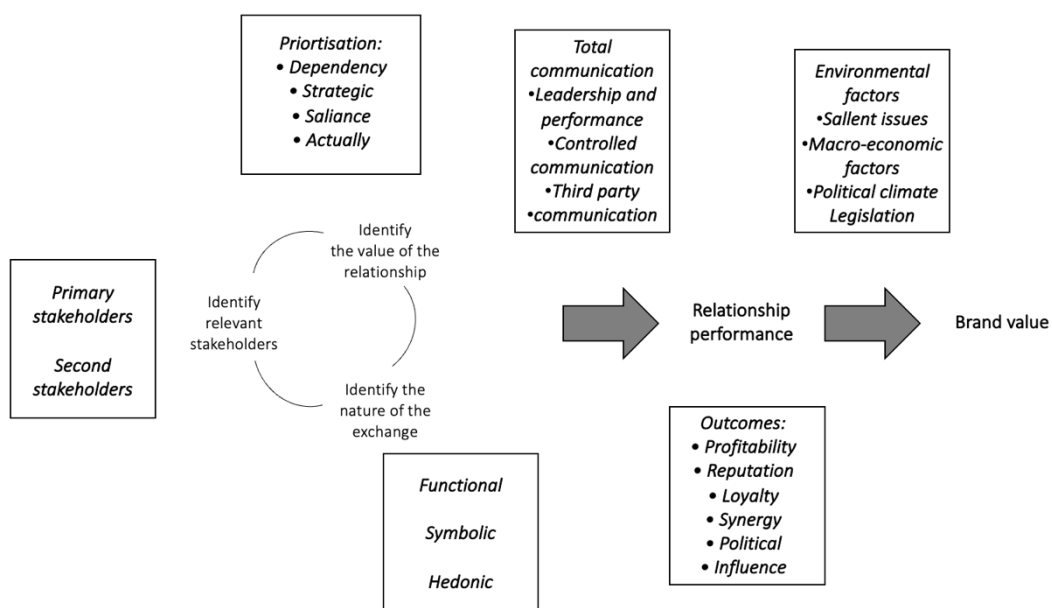 Priortisation:
• Dependency
• Strategic
• Saliance
• Actually
Total
communication
•Leadership and
performance
•Controlled
communication
•Third party
•communication
Environmental
factors
•Sallent issues
•Macro-economic
factors
•Political climate
Legislation
Primary
stakeholders
Second
stakeholders
Identify
relevant
stakeholders
Identify
the value of the
relationship
Identify the
nature of the
exchange
Relationship
performance
Brand value
Functional
Symbolic
Hedonic
Outcomes:
• Profitability
• Reputation
• Loyalty
• Synergy
• Political
• Influence